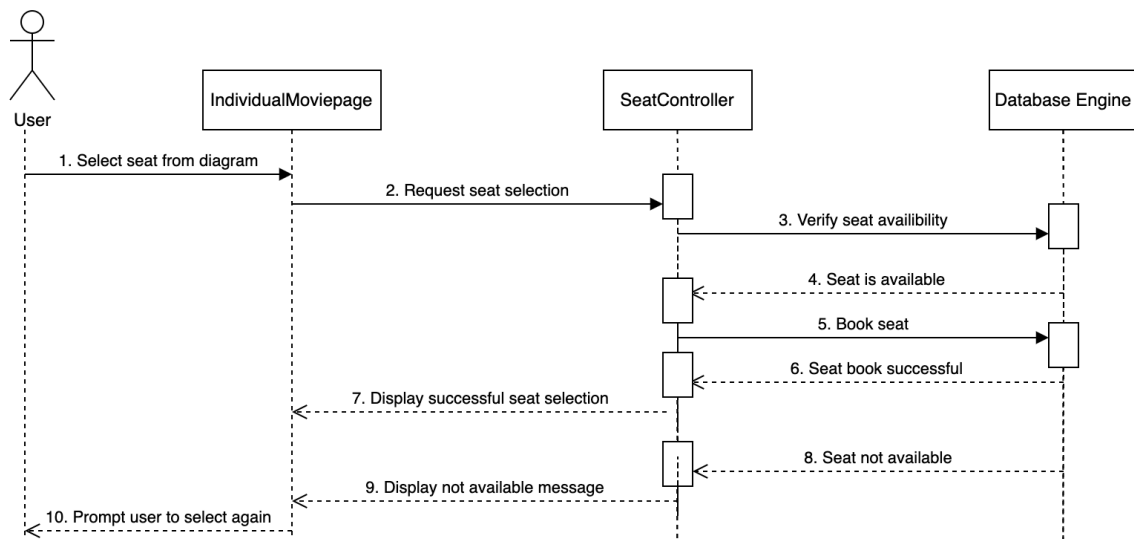 User
IndividualMoviepage
SeatController
Database Engine
1. Select seat from diagram
2. Request seat selection
3. Verify seat availibility
4. Seat is available
5. Book seat
6. Seat book successful
7. Display successful seat selection
8. Seat not available
9. Display not available message
10. Prompt user to select again